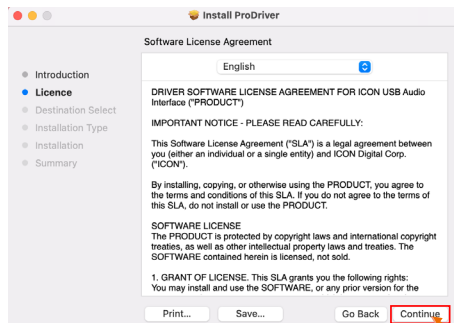 Install ProDriver
Software License Agreement
English
Introduction
Licence
Destination Select
Installation Type
Installation
Summary
DRIVER SOFTWARE LICENSE AGREEMENT FOR ICON USB Audio
Interface ("PRODUCT")
IMPORTANT NOTICE - PLEASE READ CAREFULLY:
This Software License Agreement ("SLA") is a legal agreement between
you (either an individual or a single entity) and ICON Digital Corp.
("ICON").
By installing, copying, or otherwise using the PRODUCT, you agree to
the terms and conditions of this SLA. If you do not agree to the terms of
this SLA, do not install or use the PRODUCT.
SOFTWARE LICENSE
The PRODUCT is protected by copyright laws and international copyright
treaties, as well as other intellectual property laws and treaties. The
SOFTWARE contained herein is licensed, not sold.
1. GRANT OF LICENSE. This SLA grants you the following rights:
You may install and use the SOFTWARE, or any prior version for the
Print...
Save...
Go Back
Continue